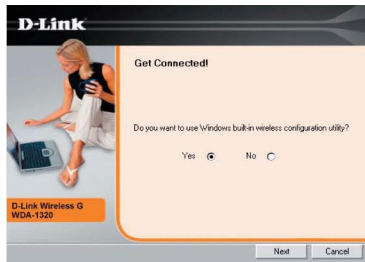 D-Link
Get Connected!
Do you want to use Windows built-in wireless configuration utility?
Yes No
D-Link Wireless G
WDA-1320
Next Cancel